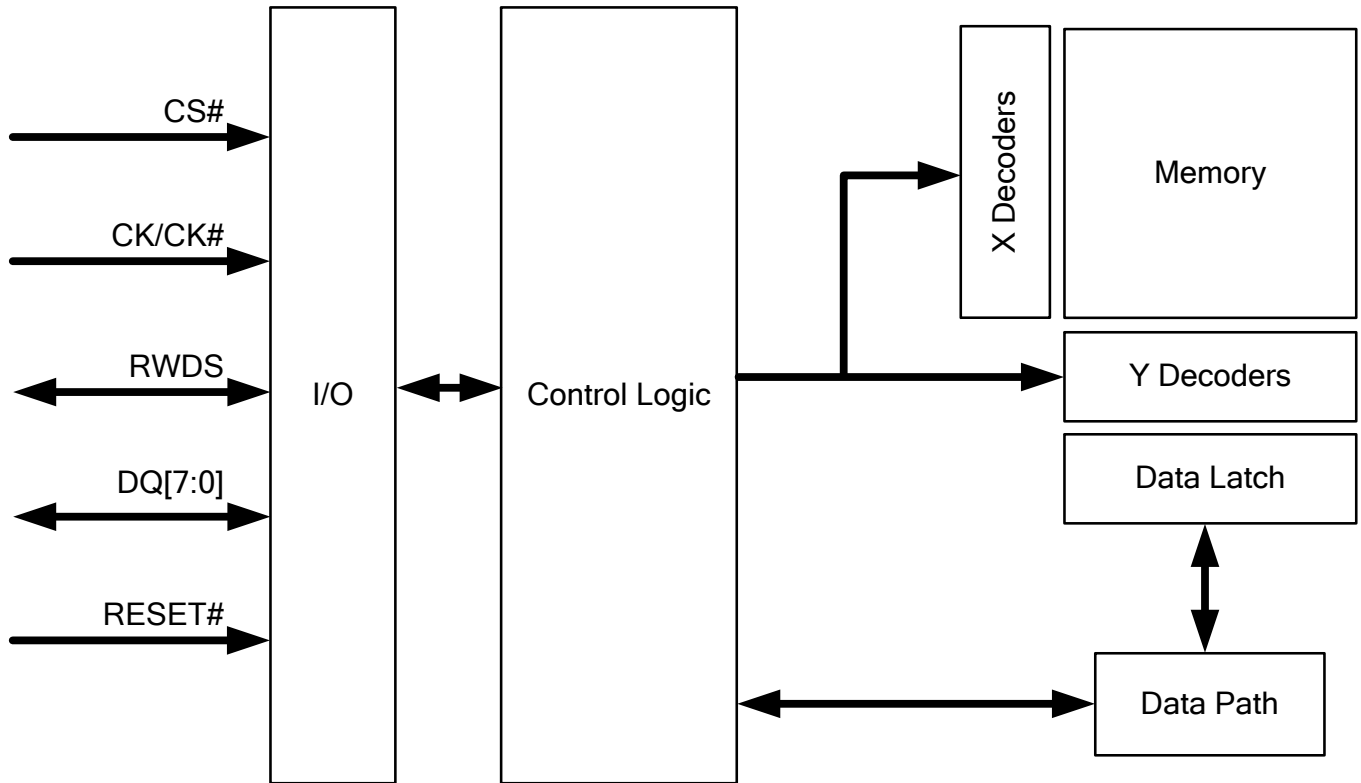 CS#
CK/CK#
RWDS
DQ[7:0]
RESET#
I/O
Control Logic
X Decoders
Memory
Y Decoders
Data Latch
Data Path